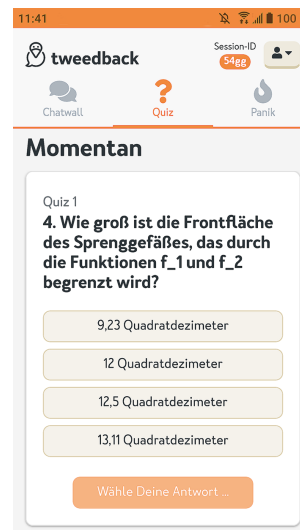 11:41
100
tweedback
Session-ID
54gg
Chatwall
Quiz
Panik
Momentan
Quiz 1
4. Wie groß ist die Frontfläche
des Sprenggefäßes, das durch
die Funktionen f_1 und f_2
begrenzt wird?
9,23 Quadratdezimeter
12 Quadratdezimeter
12,5 Quadratdezimeter
13,11 Quadratdezimeter
Wähle Deine Antwort ...